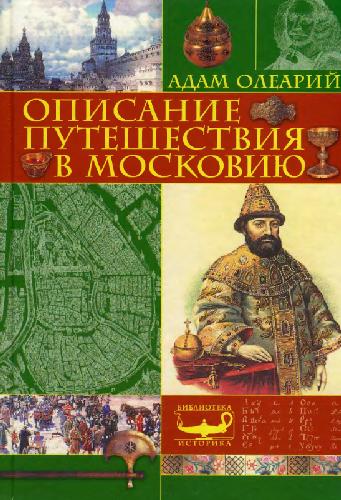 АДАМ ОЛЕАРИЙ
ОПИСАНИЕ
ПУТЕШЕСТВИЯ
В МОСКОВИЮ
БИБЛИОТЕКА
ИСТОРИКА